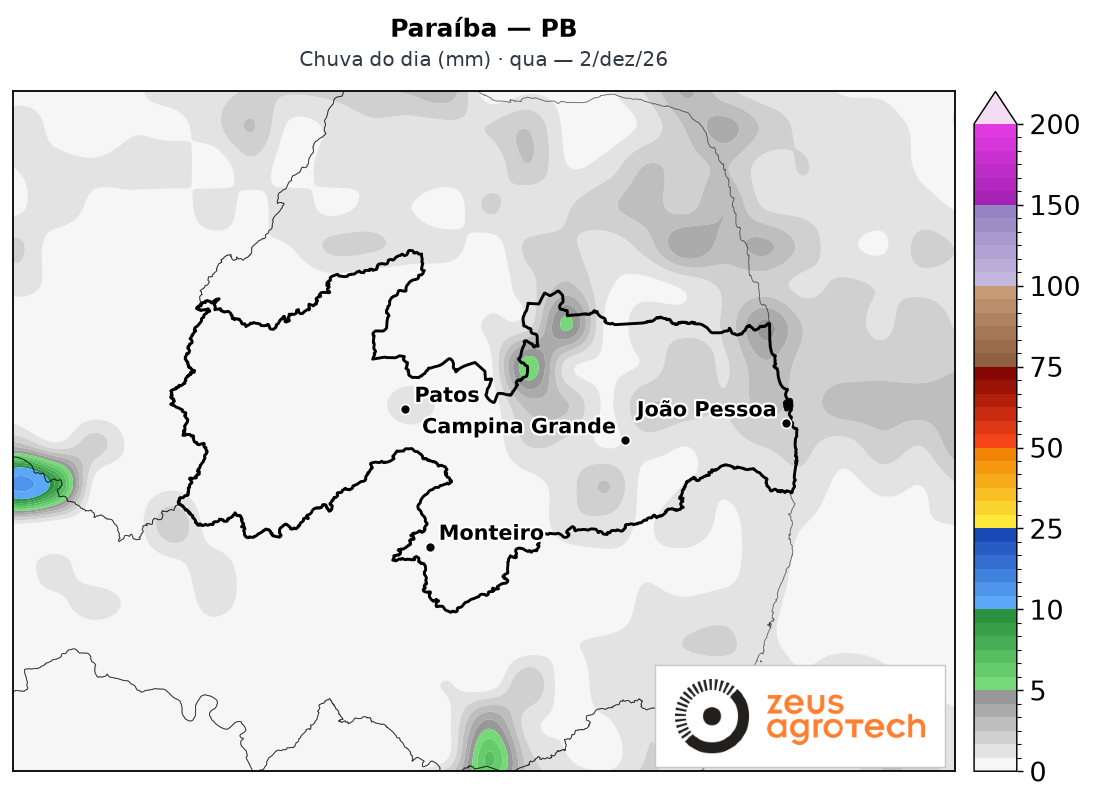 Paraíba — PB
Chuva do dia (mm) · qua — 2/dez/26
200
150
100
75
50
25
10
5
0
Patos
João Pessoa
Campina Grande
Monteiro
zeus
agrotech